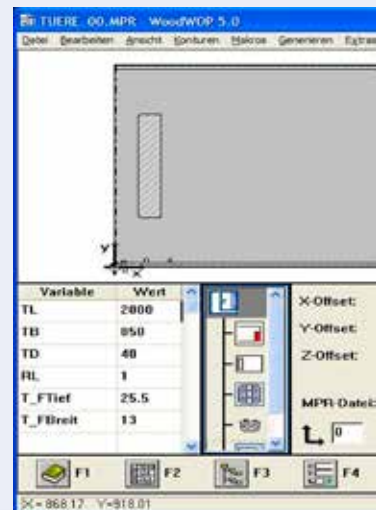 TUERE_00.MPR WoodWOP 5.0
Datei Bearbeiten Ansicht Konturen Makros Generieren Extras
Y
X
Variable Wert
TL 2000
TB 850
TD 40
RL 1
T_FTief 25.5
T_FBreit 13
X-Offset:
Y-Offset:
Z-Offset:
MPR-Datei:
0
F1 F2 F3 F4
X=868.17 Y=918.01